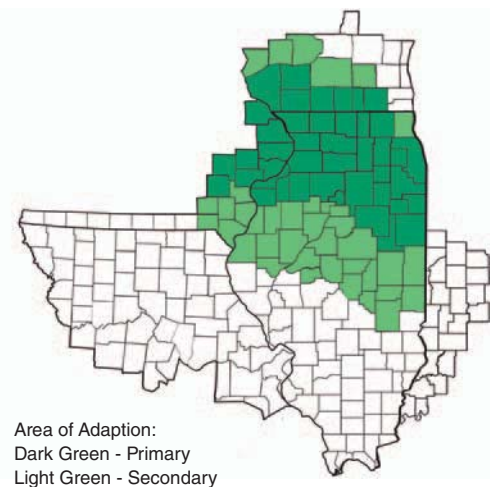 Area of Adaption:
Dark Green - Primary
Light Green - Secondary